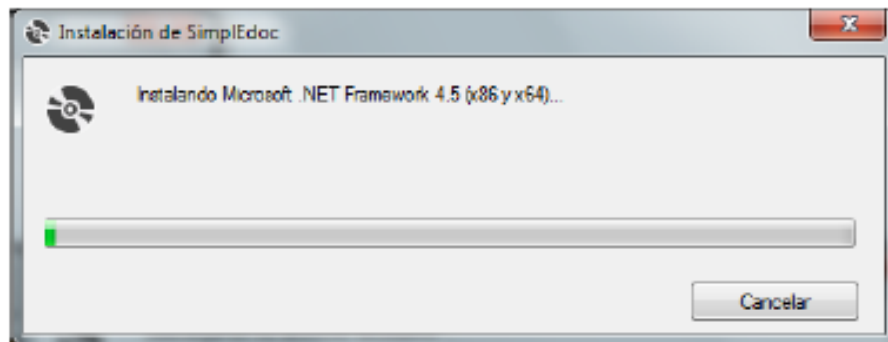 Instalación de SimplEdoc
Instalando Microsoft .NET Framework 4.5 (x86 y x64)...
Cancelar